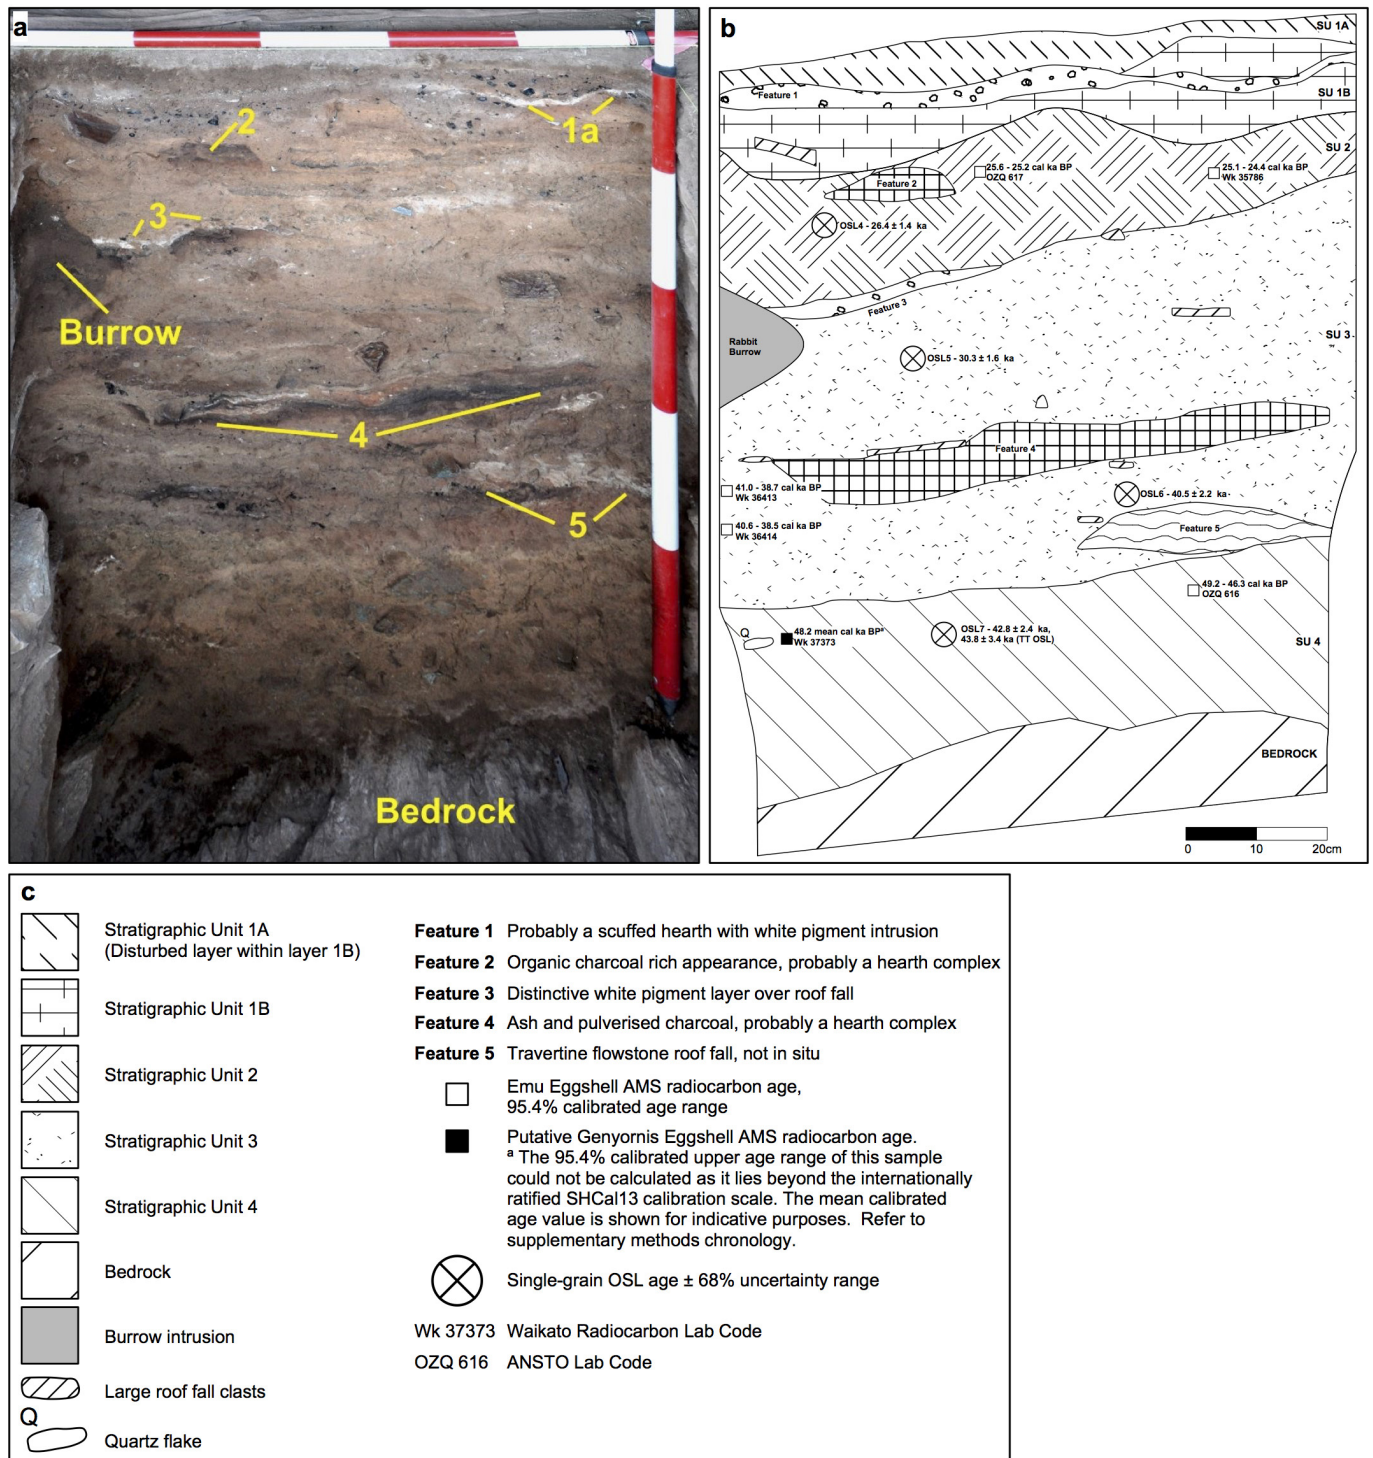 a
2
1a
3
Burrow
4
5
Bedrock
b
SU 1A
Feature 1
SU 1B
SU 2
25.6 - 25.2 cal ka BP
OZQ 617
25.1 - 24.4 cal ka BP
Wk 35786
Feature 2
OSL4 - 26.4 ± 1.4 ka
Feature 3
SU 3
Rabbit
Burrow
OSL5 - 30.3 ± 1.6 ka
Feature 4
41.0 - 38.7 cal ka BP
Wk 36413
OSL6 - 40.5 ± 2.2 ka
40.6 - 38.5 cal ka BP
Wk 36414
Feature 5
49.2 - 46.3 cal ka BP
OZQ 616
Q
48.2 mean cal ka BPª
Wk 37373
OSL7 - 42.8 ± 2.4 ka,
43.8 ± 3.4 ka (TT OSL)
SU 4
BEDROCK
0 10 20cm
c
Stratigraphic Unit 1A
(Disturbed layer within layer 1B)
Stratigraphic Unit 1B
Stratigraphic Unit 2
Stratigraphic Unit 3
Stratigraphic Unit 4
Bedrock
Burrow intrusion
Large roof fall clasts
Q
Quartz flake
Feature 1 Probably a scuffed hearth with white pigment intrusion
Feature 2 Organic charcoal rich appearance, probably a hearth complex
Feature 3 Distinctive white pigment layer over roof fall
Feature 4 Ash and pulverised charcoal, probably a hearth complex
Feature 5 Travertine flowstone roof fall, not in situ
Emu Eggshell AMS radiocarbon age,
95.4% calibrated age range
Putative Genyornis Eggshell AMS radiocarbon age.
ª The 95.4% calibrated upper age range of this sample
could not be calculated as it lies beyond the internationally
ratified SHCal13 calibration scale. The mean calibrated
age value is shown for indicative purposes. Refer to
supplementary methods chronology.
Single-grain OSL age ± 68% uncertainty range
Wk 37373 Waikato Radiocarbon Lab Code
OZQ 616 ANSTO Lab Code